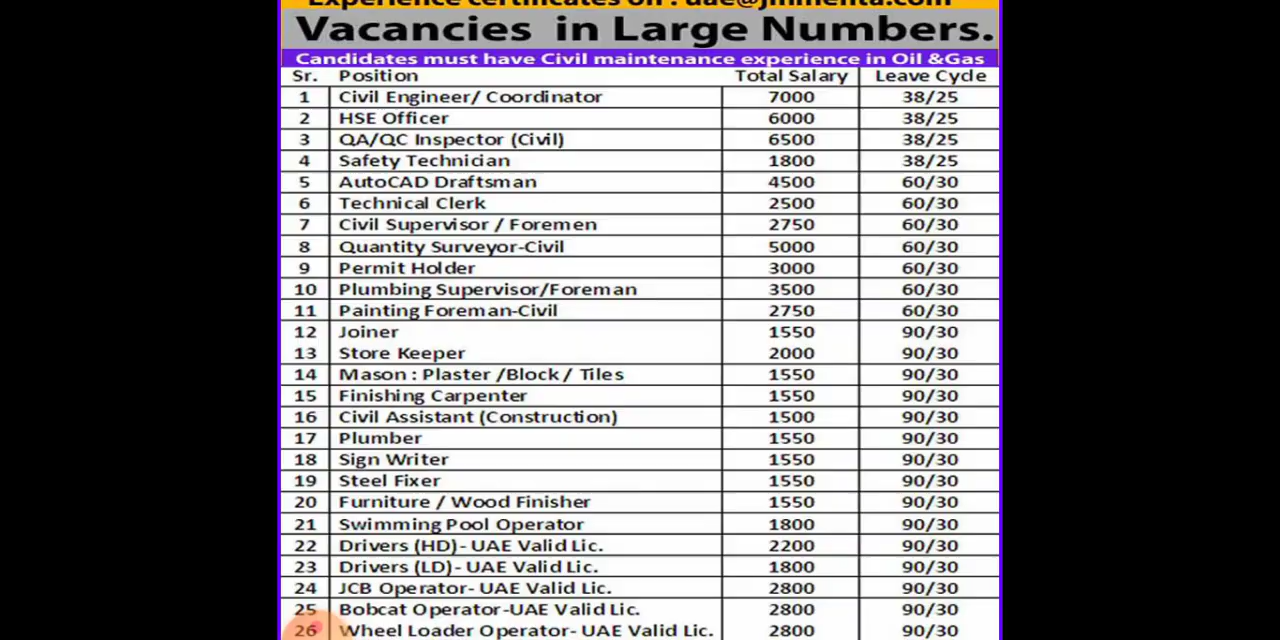 Experience certificates on : uae@jmmenta.com
Vacancies in Large Numbers.
Candidates must have Civil maintenance experience in Oil &Gas
Sr. Position Total Salary Leave Cycle
1 Civil Engineer/ Coordinator 7000 38/25
2 HSE Officer 6000 38/25
3 QA/QC Inspector (Civil) 6500 38/25
4 Safety Technician 1800 38/25
5 AutoCAD Draftsman 4500 60/30
6 Technical Clerk 2500 60/30
7 Civil Supervisor / Foremen 2750 60/30
8 Quantity Surveyor-Civil 5000 60/30
9 Permit Holder 3000 60/30
10 Plumbing Supervisor/Foreman 3500 60/30
11 Painting Foreman-Civil 2750 60/30
12 Joiner 1550 90/30
13 Store Keeper 2000 90/30
14 Mason : Plaster /Block / Tiles 1550 90/30
15 Finishing Carpenter 1550 90/30
16 Civil Assistant (Construction) 1500 90/30
17 Plumber 1550 90/30
18 Sign Writer 1550 90/30
19 Steel Fixer 1550 90/30
20 Furniture / Wood Finisher 1550 90/30
21 Swimming Pool Operator 1800 90/30
22 Drivers (HD)- UAE Valid Lic. 2200 90/30
23 Drivers (LD)- UAE Valid Lic. 1800 90/30
24 JCB Operator- UAE Valid Lic. 2800 90/30
25 Bobcat Operator-UAE Valid Lic. 2800 90/30
26 Wheel Loader Operator- UAE Valid Lic. 2800 90/30